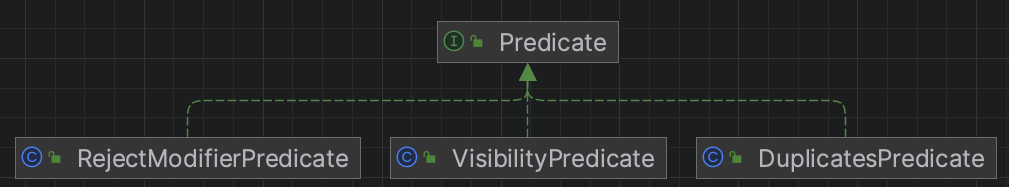 I Predicate
C RejectModifierPredicate
C VisibilityPredicate
C DuplicatesPredicate